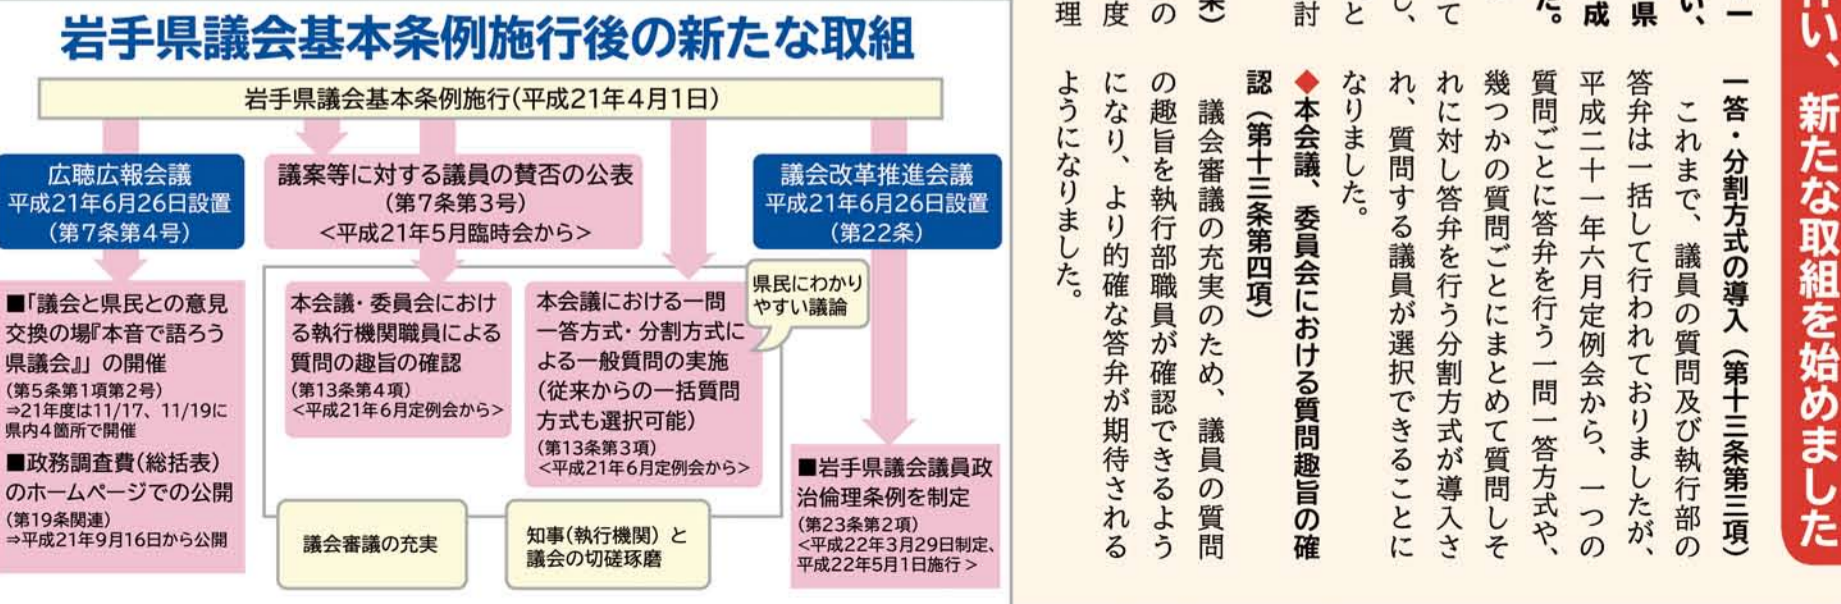 岩手県議会基本条例施行後の新たな取組
岩手県議会基本条例施行(平成21年4月1日)
広聴広報会議
平成21年6月26日設置
(第7条第4号)
議案等に対する議員の賛否の公表
(第7条第3号)
<平成21年5月臨時会から>
議会改革推進会議
平成21年6月26日設置
(第22条)
■「議会と県民との意見
交換の場『本音で語ろう
県議会』」の開催
(第5条第1項第2号)
⇒21年度は11/17、11/19に
県内4箇所で開催
■政務調査費(総括表)
のホームページでの公開
(第19条関連)
⇒平成21年9月16日から公開
本会議・委員会におけ
る執行機関職員による
質問の趣旨の確認
(第13条第4項)
<平成21年6月定例会から>
本会議における一問
一答方式・分割方式に
よる一般質問の実施
(従来からの一括質問
方式も選択可能)
(第13条第3項)
<平成21年6月定例会から>
県民にわかり
やすい議論
議会審議の充実
知事(執行機関)と
議会の切磋琢磨
■岩手県議会議員政
治倫理条例を制定
(第23条第2項)
<平成22年3月29日制定、
平成22年5月1日施行>
い、新たな取組を始めました
一
い、
県
成
た。
て
し、
と
討
の
度
理
一答・分割方式の導入(第十三条第三項)
これまで、議員の質問及び執行部の
答弁は一括して行われておりましたが、
平成二十一年六月定例会から、一つの
質問ごとに答弁を行う一問一答方式や、
幾つかの質問ごとにまとめて質問しそ
れに対し答弁を行う分割方式が導入さ
れ、質問する議員が選択できることに
なりました。
◆本会議、委員会における質問趣旨の確
認(第十三条第四項)
議会審議の充実のため、議員の質問
の趣旨を執行部職員が確認できるよう
になり、より的確な答弁が期待される
ようになりました。